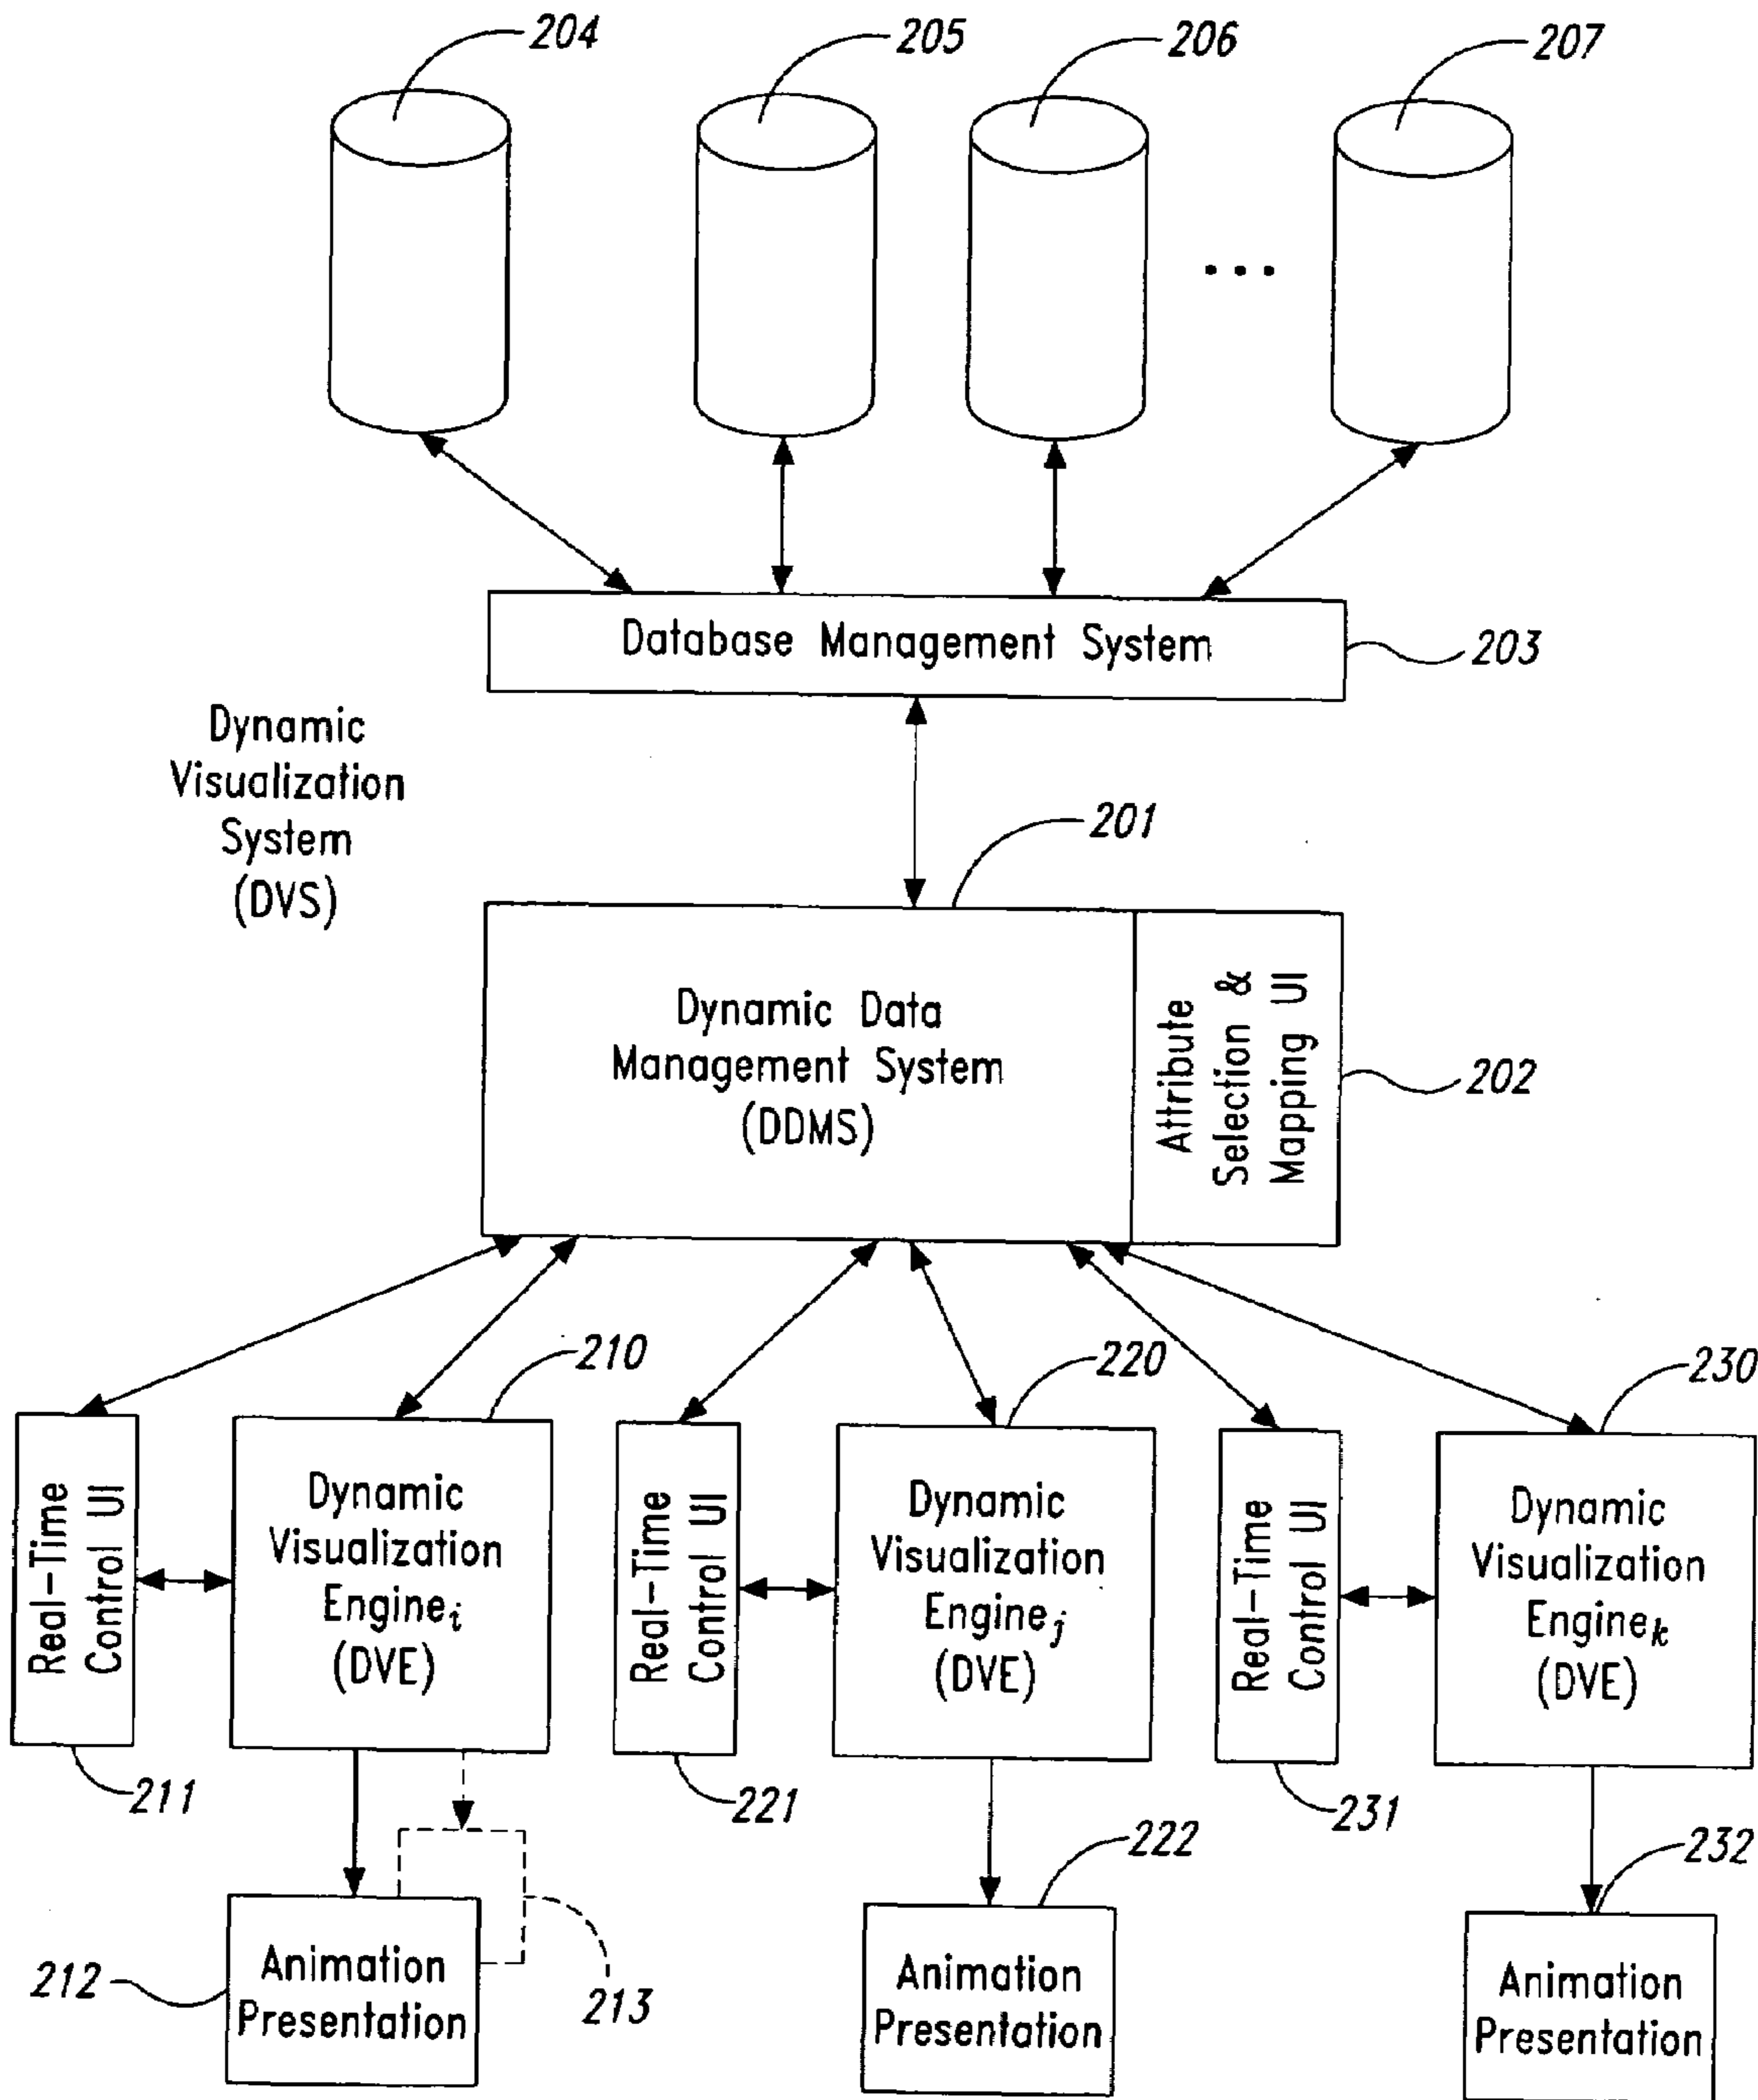 204
205
206
207
...
Database Management System
203
Dynamic
Visualization
System
(DVS)
201
Dynamic Data
Management System
(DDMS)
Attribute
Selection &
Mapping UI
202
210
220
230
Real-Time
Control UI
Dynamic
Visualization
Engine i
(DVE)
Real-Time
Control UI
Dynamic
Visualization
Engine j
(DVE)
Real-Time
Control UI
Dynamic
Visualization
Engine k
(DVE)
211
221
231
212
Animation
Presentation
213
222
Animation
Presentation
232
Animation
Presentation